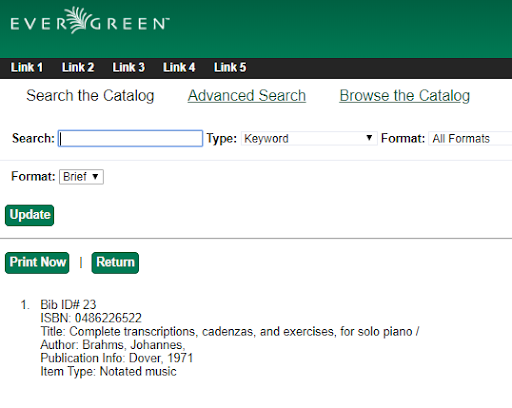 EVERGREEN™
Link 1 Link 2 Link 3 Link 4 Link 5
Search the Catalog Advanced Search Browse the Catalog
Search: Type: Keyword Format: All Formats
Format: Brief
Update
Print Now | Return
1. Bib ID# 23
ISBN: 0486226522
Title: Complete transcriptions, cadenzas, and exercises, for solo piano /
Author: Brahms, Johannes,
Publication Info: Dover, 1971
Item Type: Notated music